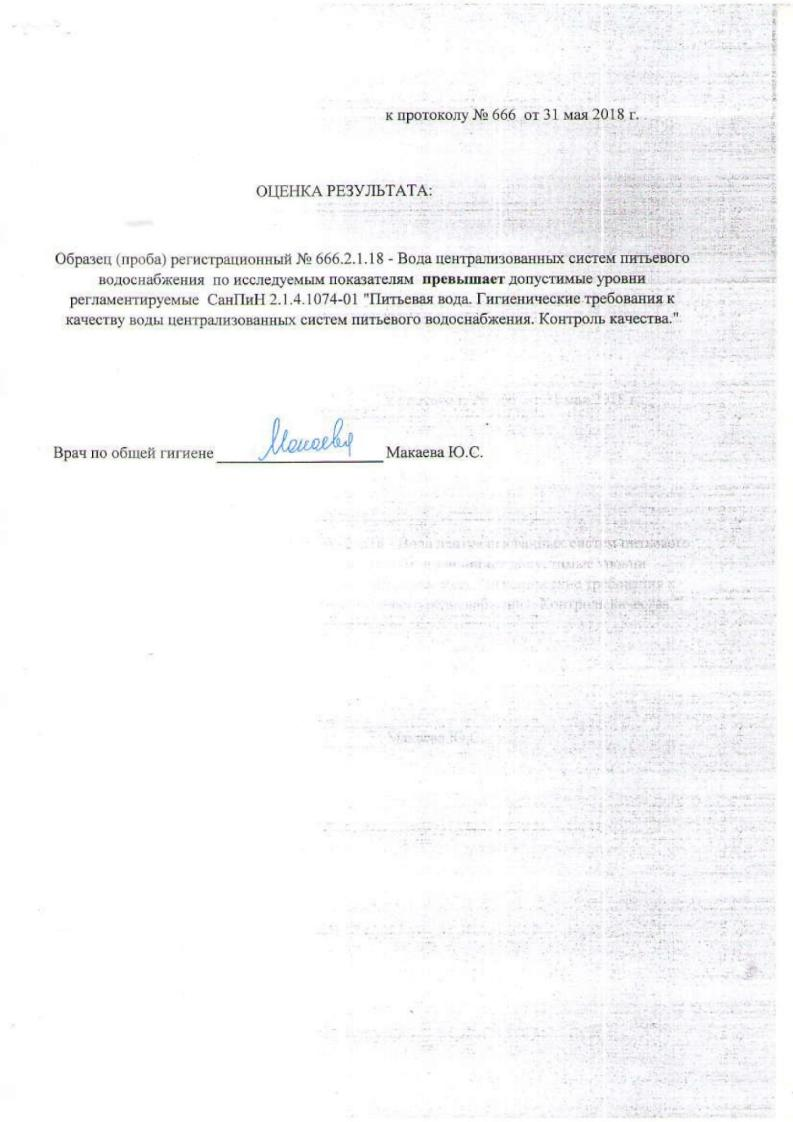 к протоколу № 666 от 31 мая 2018 г.
ОЦЕНКА РЕЗУЛЬТАТА:
Образец (проба) регистрационный № 666.2.1.18 - Вода централизованных систем питьевого
водоснабжения по исследуемым показателям превышает допустимые уровни
регламентируемые СанПиН 2.1.4.1074-01 "Питьевая вода. Гигиенические требования к
качеству воды централизованных систем питьевого водоснабжения. Контроль качества."
Врач по общей гигиене Макаева Макаева Ю.С.